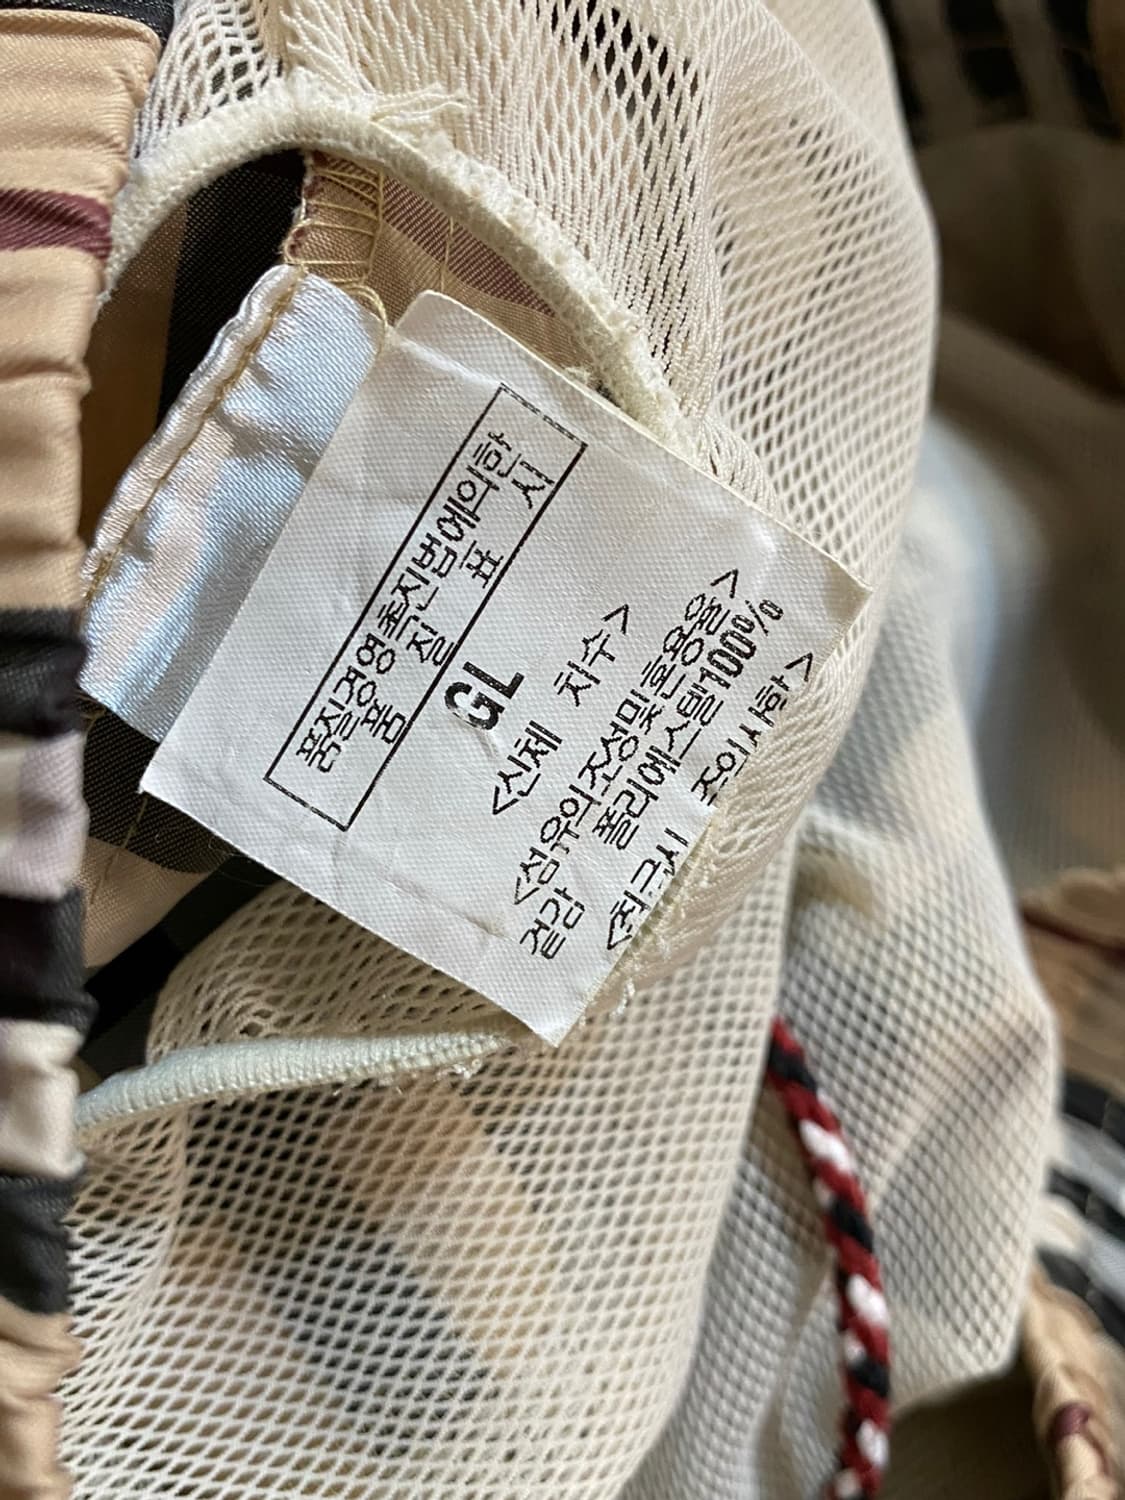 품질경영촉진법에의한
품질표시
GL
<신체 치수>
<섬유의조성및혼용율>
겉감 폴리에스텔100%
<취급시 주의사항>